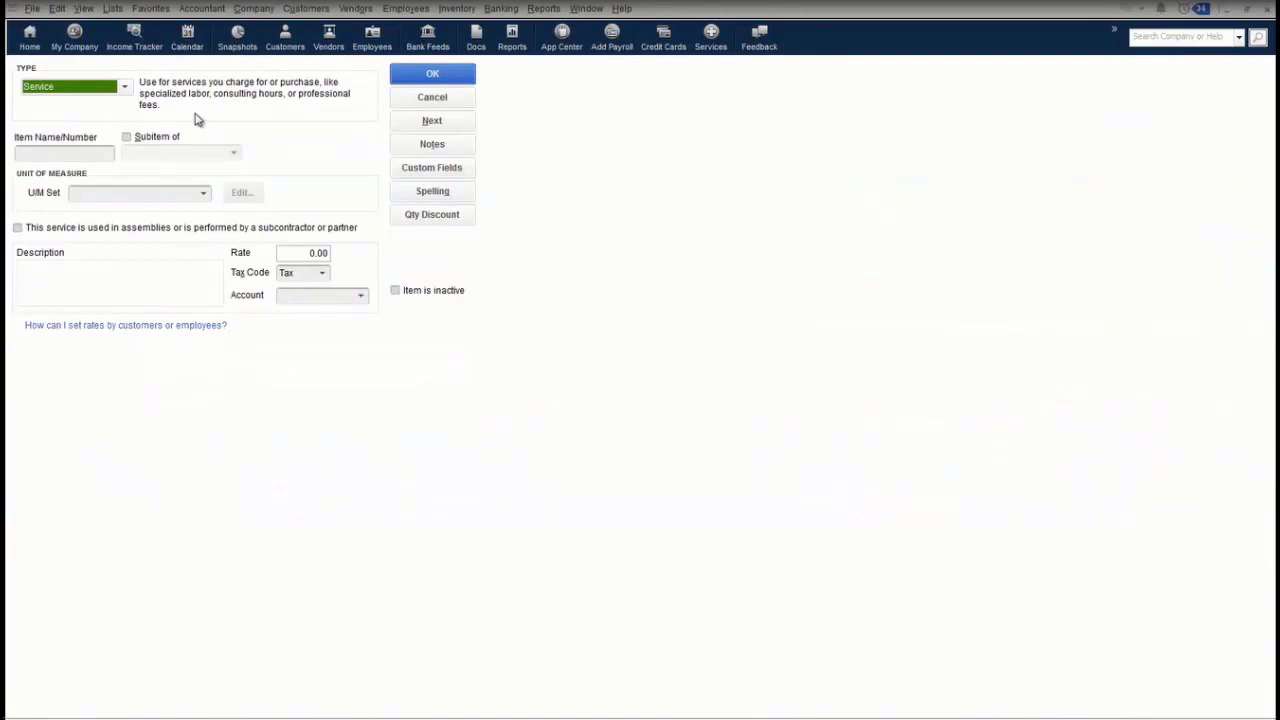 File Edit View Lists Favorites Accountant Company Customers Vendors Employees Inventory Banking Reports Window Help
34
Home My Company Income Tracker Calendar Snapshots Customers Vendors Employees Bank Feeds Docs Reports App Center Add Payroll Credit Cards Services Feedback
» Search Company or Help
TYPE
Service
Use for services you charge for or purchase, like
specialized labor, consulting hours, or professional
fees.
OK
Cancel
Next
Notes
Custom Fields
Spelling
Qty Discount
Item Name/Number Subitem of
UNIT OF MEASURE
U/M Set Edit...
This service is used in assemblies or is performed by a subcontractor or partner
Description
Rate 0.00
Tax Code Tax
Account
Item is inactive
How can I set rates by customers or employees?